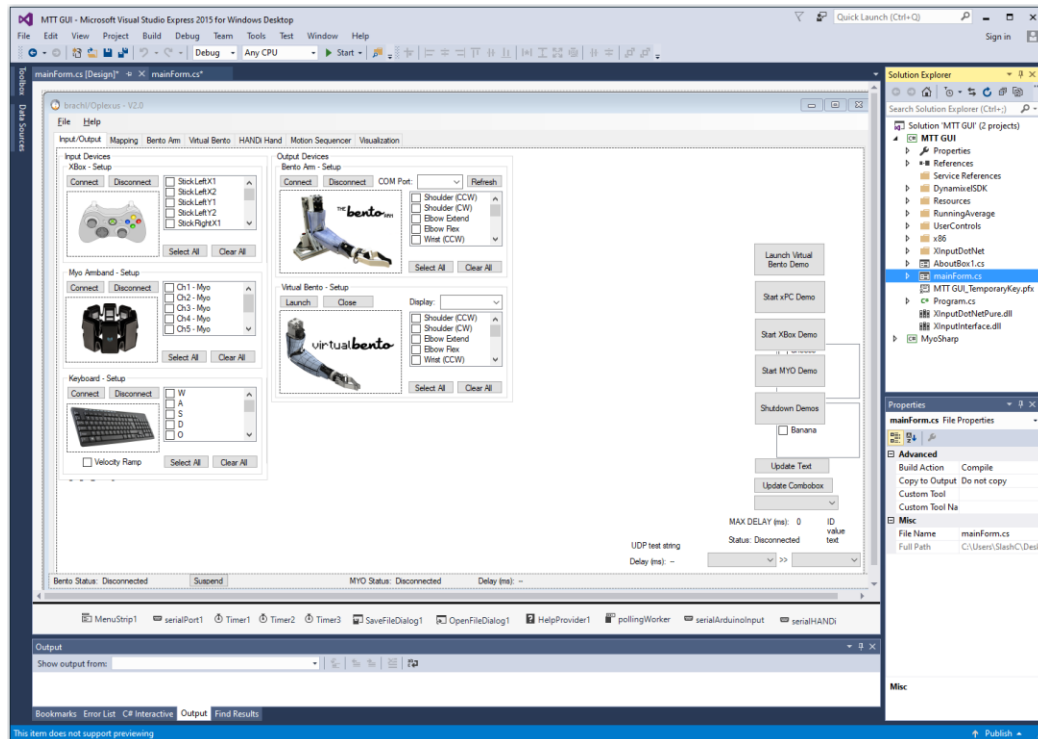 MTT GUI - Microsoft Visual Studio Express 2015 for Windows Desktop
Quick Launch (Ctrl+Q)
File Edit View Project Build Debug Team Tools Test Window Help
Sign in
Debug Any CPU Start
mainForm.cs [Design]* mainForm.cs*
Toolbox
Data Sources
brachI/Oplexus - V2.0
File Help
Input/Output Mapping Bento Arm Virtual Bento HANDi Hand Motion Sequencer Visualization
Input Devices
XBox - Setup
Connect Disconnect
StickLeftX1
StickLeftX2
StickLeftY1
StickLeftY2
StickRightX1
Select All Clear All
Myo Armband - Setup
Connect Disconnect
Ch1 - Myo
Ch2 - Myo
Ch3 - Myo
Ch4 - Myo
Ch5 - Myo
Select All Clear All
Keyboard - Setup
Connect Disconnect
W
A
S
D
O
Velocity Ramp Select All Clear All
Output Devices
Bento Arm - Setup
Connect Disconnect COM Port: Refresh
THE bento ARM
Shoulder (CCW)
Shoulder (CW)
Elbow Extend
Elbow Flex
Wrist (CCW)
Select All Clear All
Virtual Bento - Setup
Launch Close Display:
virtualbento
Shoulder (CCW)
Shoulder (CW)
Elbow Extend
Elbow Flex
Wrist (CCW)
Select All Clear All
Launch Virtual
Bento Demo
Start xPC Demo
Start XBox Demo
Start MYO Demo
Shutdown Demos
Banana
Update Text
Update Combobox
MAX DELAY (ms): 0 ID
value
Status: Disconnected text
UDP test string
Delay (ms): -- >>
Bento Status: Disconnected Suspend MYO Status: Disconnected Delay (ms): --
MenuStrip1 serialPort1 Timer1 Timer2 Timer3 SaveFileDialog1 OpenFileDialog1 HelpProvider1 pollingWorker serialArduinoInput serialHANDi
Output
Show output from:
Bookmarks Error List C# Interactive Output Find Results
This item does not support previewing
Publish
Solution Explorer
Search Solution Explorer (Ctrl+;)
Solution 'MTT GUI' (2 projects)
MTT GUI
Properties
References
Service References
DynamixelSDK
Resources
RunningAverage
UserControls
x86
XInputDotNet
AboutBox1.cs
mainForm.cs
MTT GUI_TemporaryKey.pfx
Program.cs
XInputDotNetPure.dll
XInputInterface.dll
MyoSharp
Properties
mainForm.cs File Properties
Advanced
Build Action Compile
Copy to Output Do not copy
Custom Tool
Custom Tool Na
Misc
File Name mainForm.cs
Full Path C:\Users\SlashC\Desl
Misc